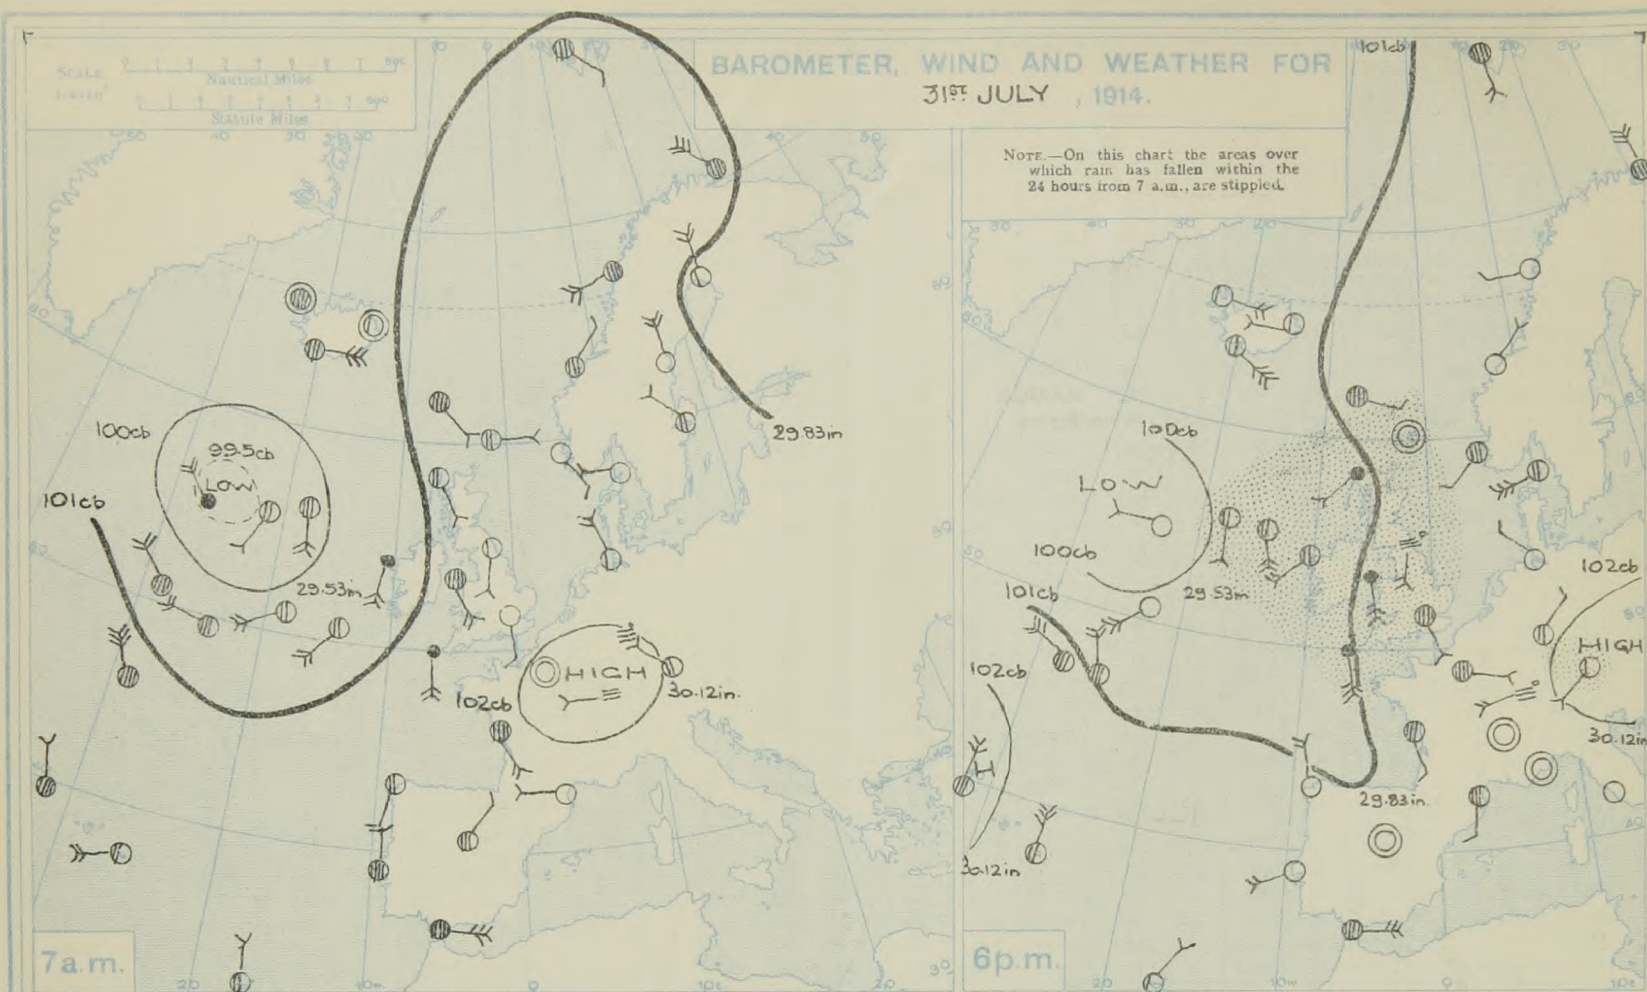 SCALE
Nautical Miles
Statute Miles
BAROMETER, WIND AND WEATHER FOR
31ST JULY, 1914.
NOTE.—On this chart the areas over
which rain has fallen within the
24 hours from 7 a.m., are stippled.
100cb
99.5cb
LOW
101cb
29.53in
29.83in
HIGH
102cb
30.12in.
7a.m.
101cb
100cb
LOW
100cb
29.53in
101cb
102cb
102cb
HIGH
30.12in
29.83in.
30.12in
6p.m.